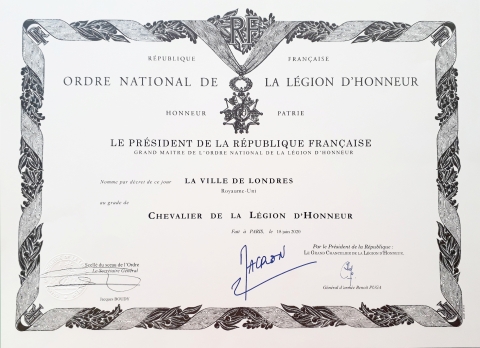 RF
RÉPUBLIQUE FRANÇAISE
ORDRE NATIONAL DE LA LÉGION D'HONNEUR
HONNEUR PATRIE
LE PRÉSIDENT DE LA RÉPUBLIQUE FRANÇAISE
GRAND MAITRE DE L'ORDRE NATIONAL DE LA LÉGION D'HONNEUR
Nomme par décret de ce jour LA VILLE DE LONDRES
Royaume-Uni
au grade de
CHEVALIER DE LA LÉGION D'HONNEUR
Fait à PARIS, le 18 juin 2020
Scellé du sceau de l'Ordre
Le Secrétaire Général
MACRON
Par le Président de la République :
LE GRAND CHANCELIER DE LA LÉGION D'HONNEUR,
Général d'armée Benoît PUGA